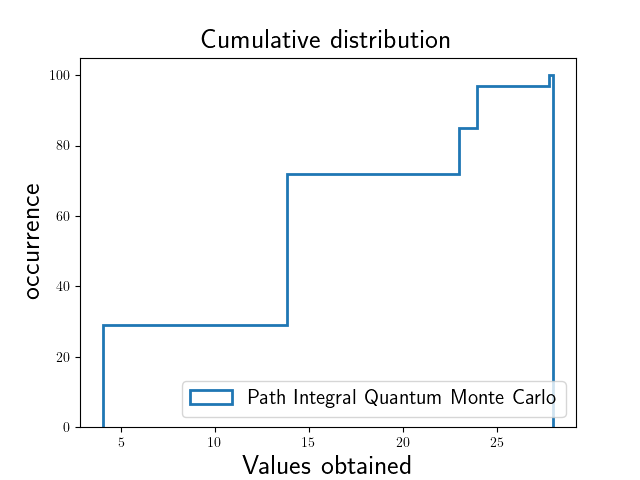 Cumulative distribution
100
80
60
40
20
0
occurrence
Path Integral Quantum Monte Carlo
5 10 15 20 25
Values obtained